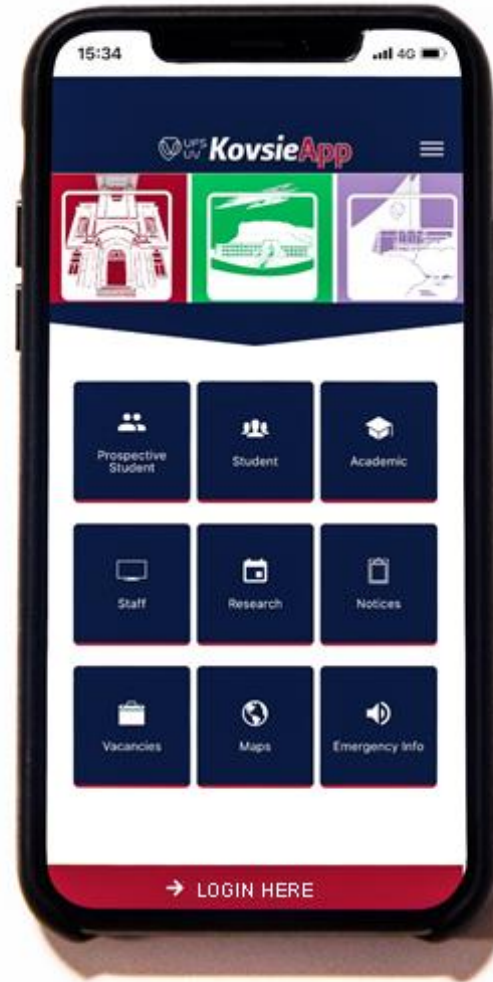 15:34
4G
UFS
UV
KovsieApp
Prospective
Student
Student
Academic
Staff
Research
Notices
Vacancies
Maps
Emergency Info
LOGIN HERE